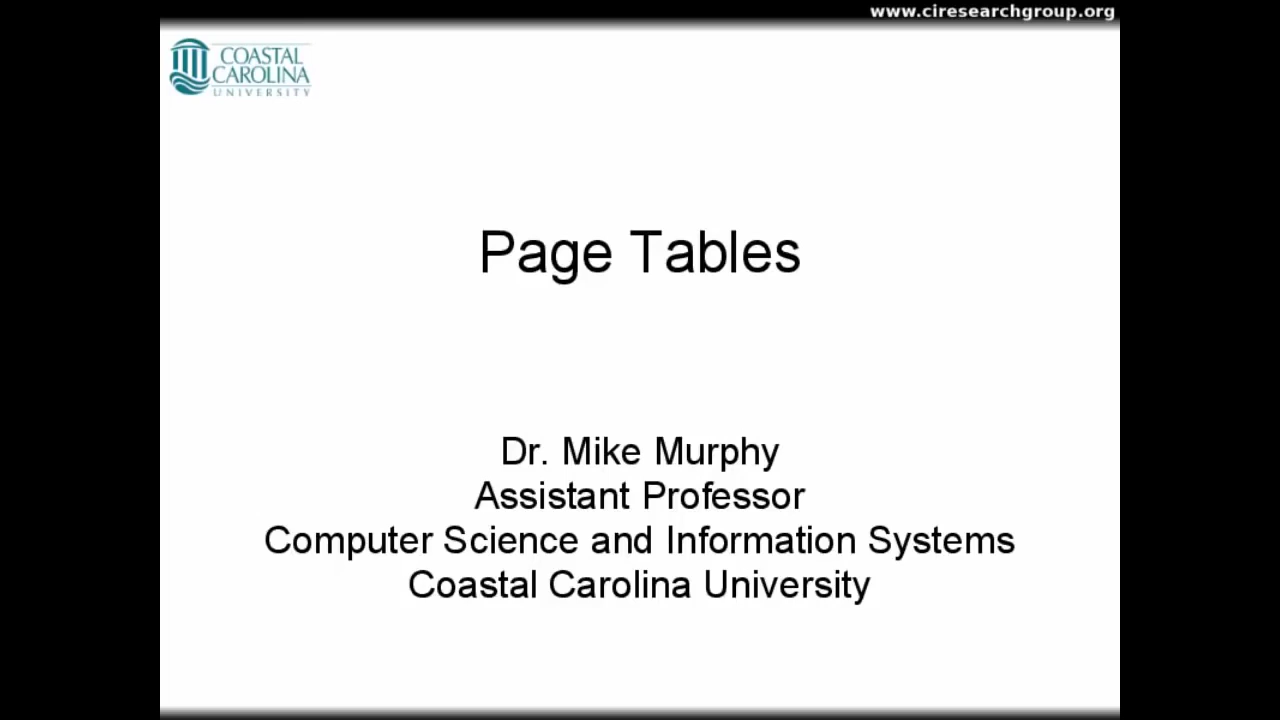 www.ciresearchgroup.org
COASTAL
CAROLINA
UNIVERSITY
Page Tables
Dr. Mike Murphy
Assistant Professor
Computer Science and Information Systems
Coastal Carolina University